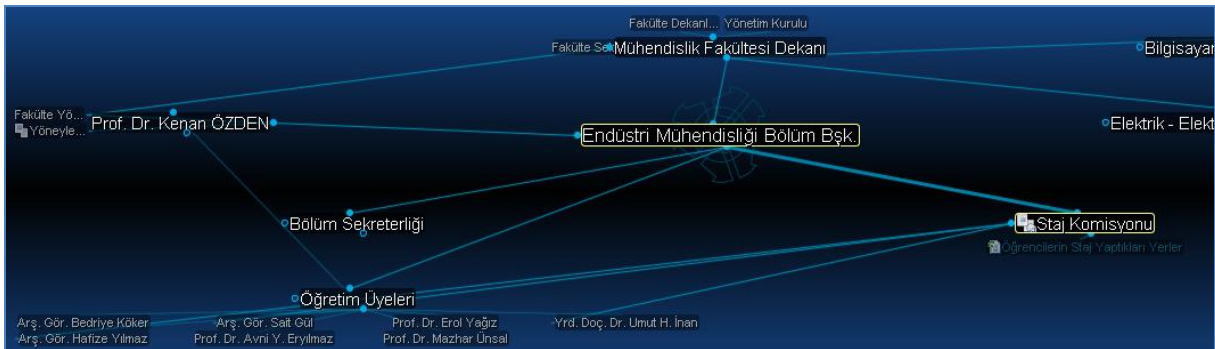 Fakülte Dekanl... Yönetim Kurulu
Fakülte Se Mühendislik Fakültesi Dekanı
Bilgisayar
Fakülte Yö...
Yöneyle...
Prof. Dr. Kenan ÖZDEN
Endüstri Mühendisliği Bölüm Bşk.
Elektrik - Elekt
Bölüm Sekreterliği
Staj Komisyonu
Öğrencilerin Staj Yaptıkları Yerler
Öğretim Üyeleri
Arş. Gör. Bedriye Köker Arş. Gör. Sait Gül Prof. Dr. Erol Yağız Yrd. Doç. Dr. Umut H. İnan
Arş. Gör. Hafize Yılmaz Prof. Dr. Avni Y. Eryılmaz Prof. Dr. Mazhar Ünsal